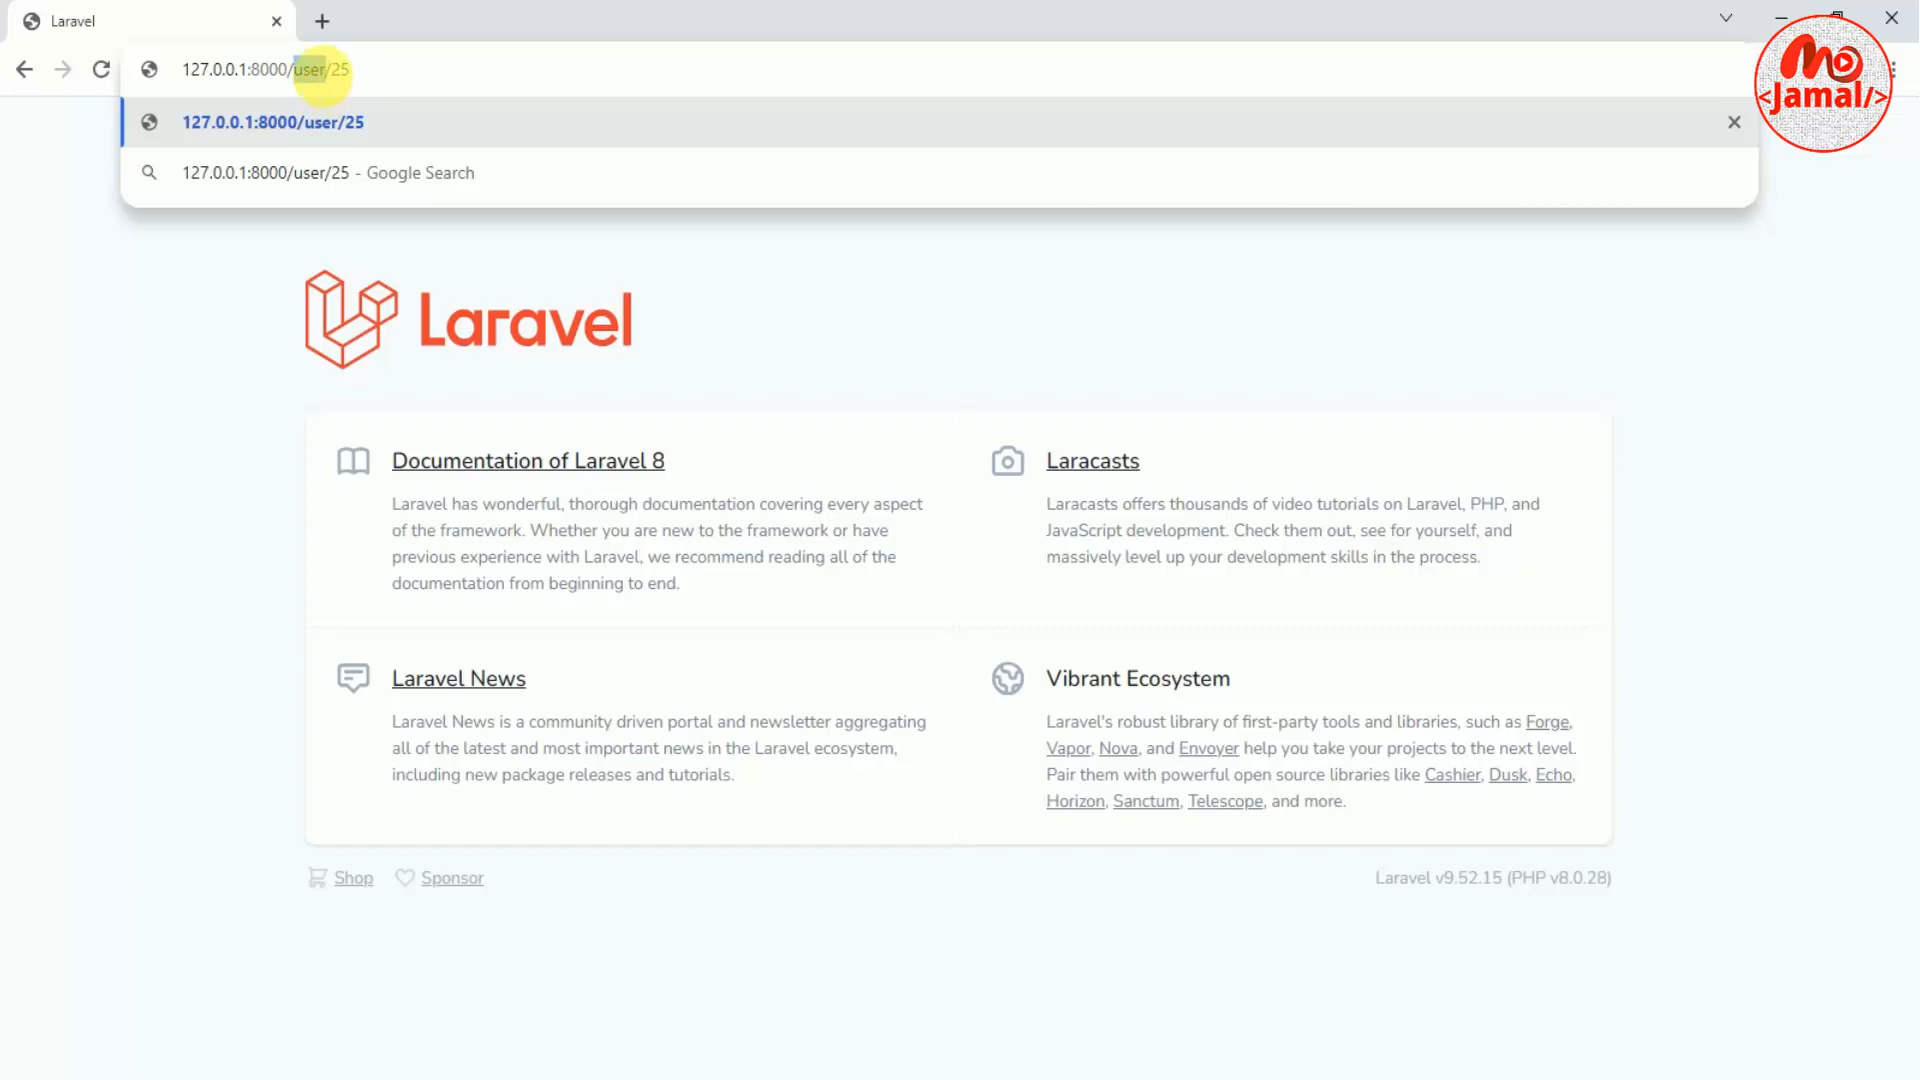 Laravel
127.0.0.1:8000/user/25
127.0.0.1:8000/user/25
127.0.0.1:8000/user/25 - Google Search
Mo
<Jamal/>
Laravel
Documentation of Laravel 8
Laravel has wonderful, thorough documentation covering every aspect
of the framework. Whether you are new to the framework or have
previous experience with Laravel, we recommend reading all of the
documentation from beginning to end.
Laracasts
Laracasts offers thousands of video tutorials on Laravel, PHP, and
JavaScript development. Check them out, see for yourself, and
massively level up your development skills in the process.
Laravel News
Laravel News is a community driven portal and newsletter aggregating
all of the latest and most important news in the Laravel ecosystem,
including new package releases and tutorials.
Vibrant Ecosystem
Laravel's robust library of first-party tools and libraries, such as Forge,
Vapor, Nova, and Envoyer help you take your projects to the next level.
Pair them with powerful open source libraries like Cashier, Dusk, Echo,
Horizon, Sanctum, Telescope, and more.
Shop
Sponsor
Laravel v9.52.15 (PHP v8.0.28)